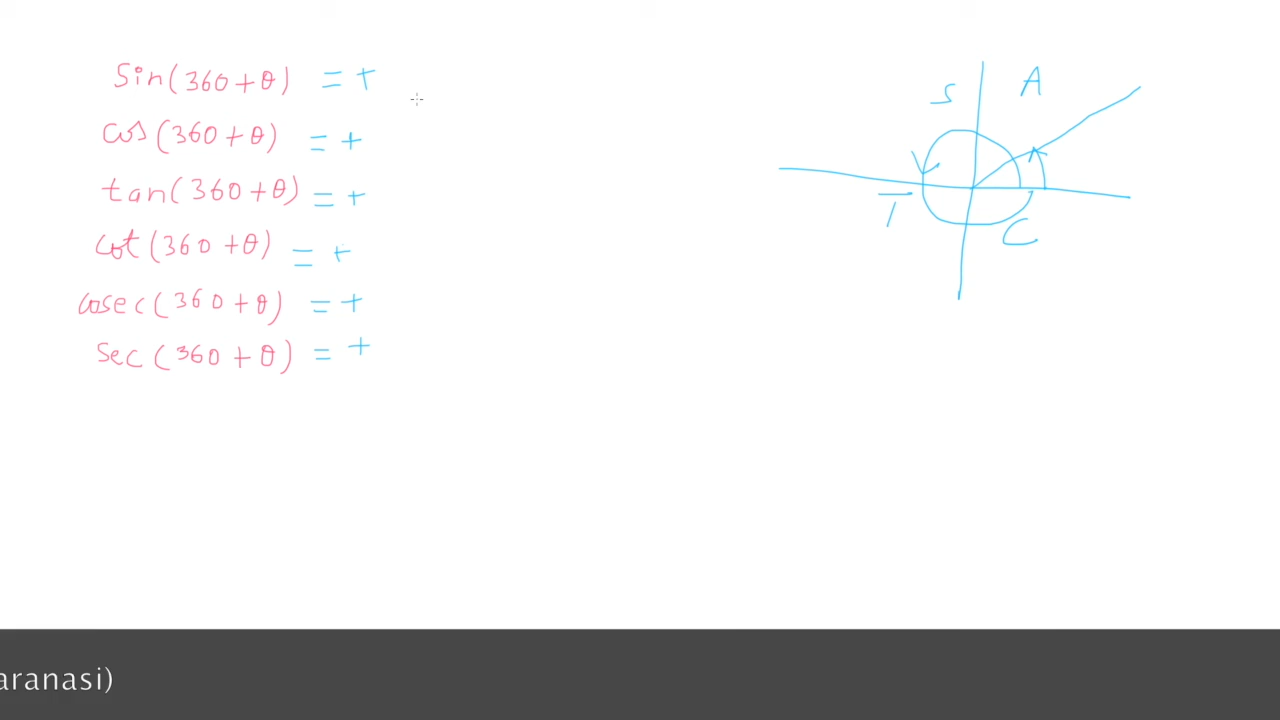 Sin(360+θ) = +
cos(360+θ) = +
tan(360+θ) = +
cot(360+θ) = +
cosec(360+θ) = +
Sec(360+θ) = +
S A
T C
aranasi)